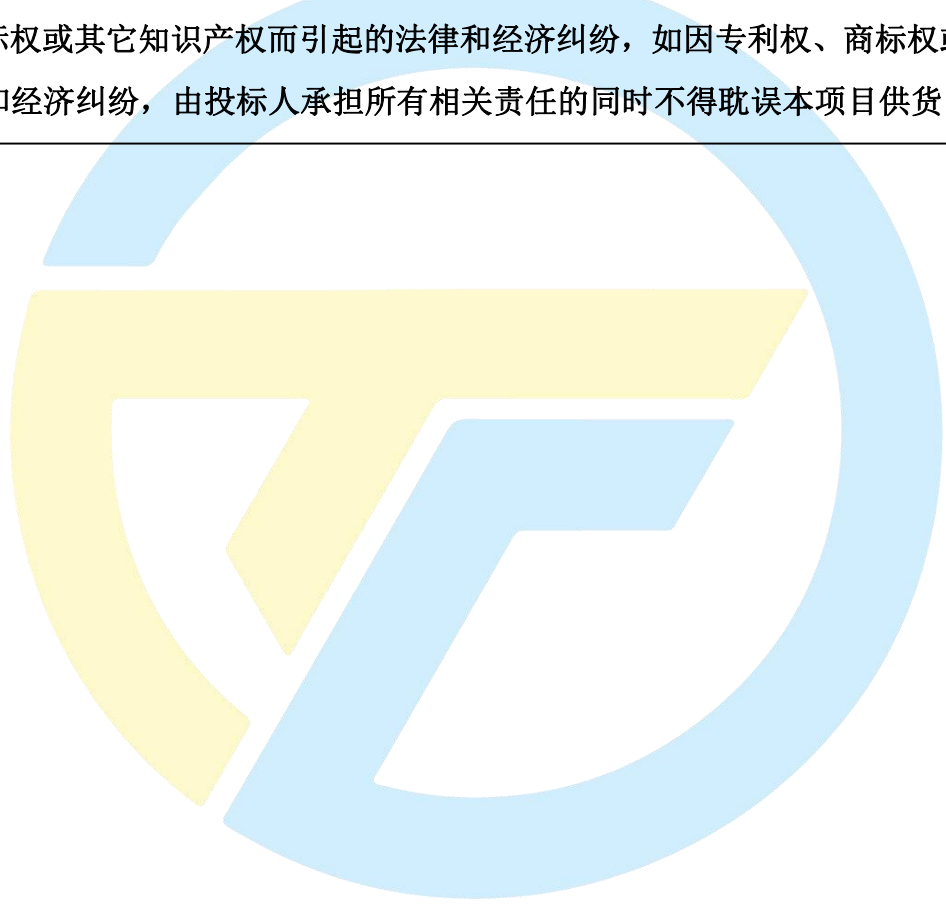 标权或其它知识产权而引起的法律和经济纠纷，如因专利权、商标权或
和经济纠纷，由投标人承担所有相关责任的同时不得耽误本项目供货